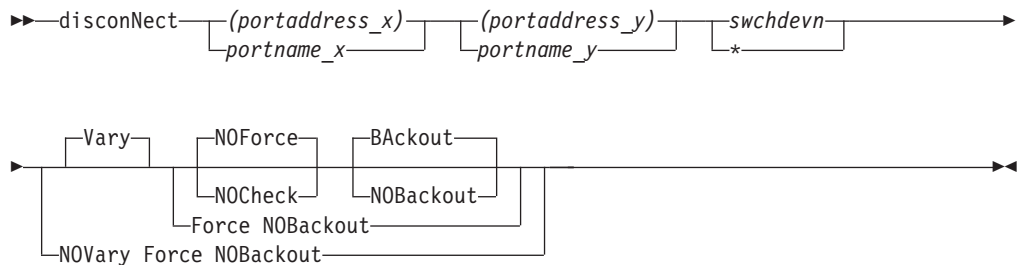 disconNect (portaddress_x) (portaddress_y) swchdevn
portname_x portname_y *
Vary NOForce BAckout
NOCheck NOBackout
Force NOBackout
NOVary Force NOBackout